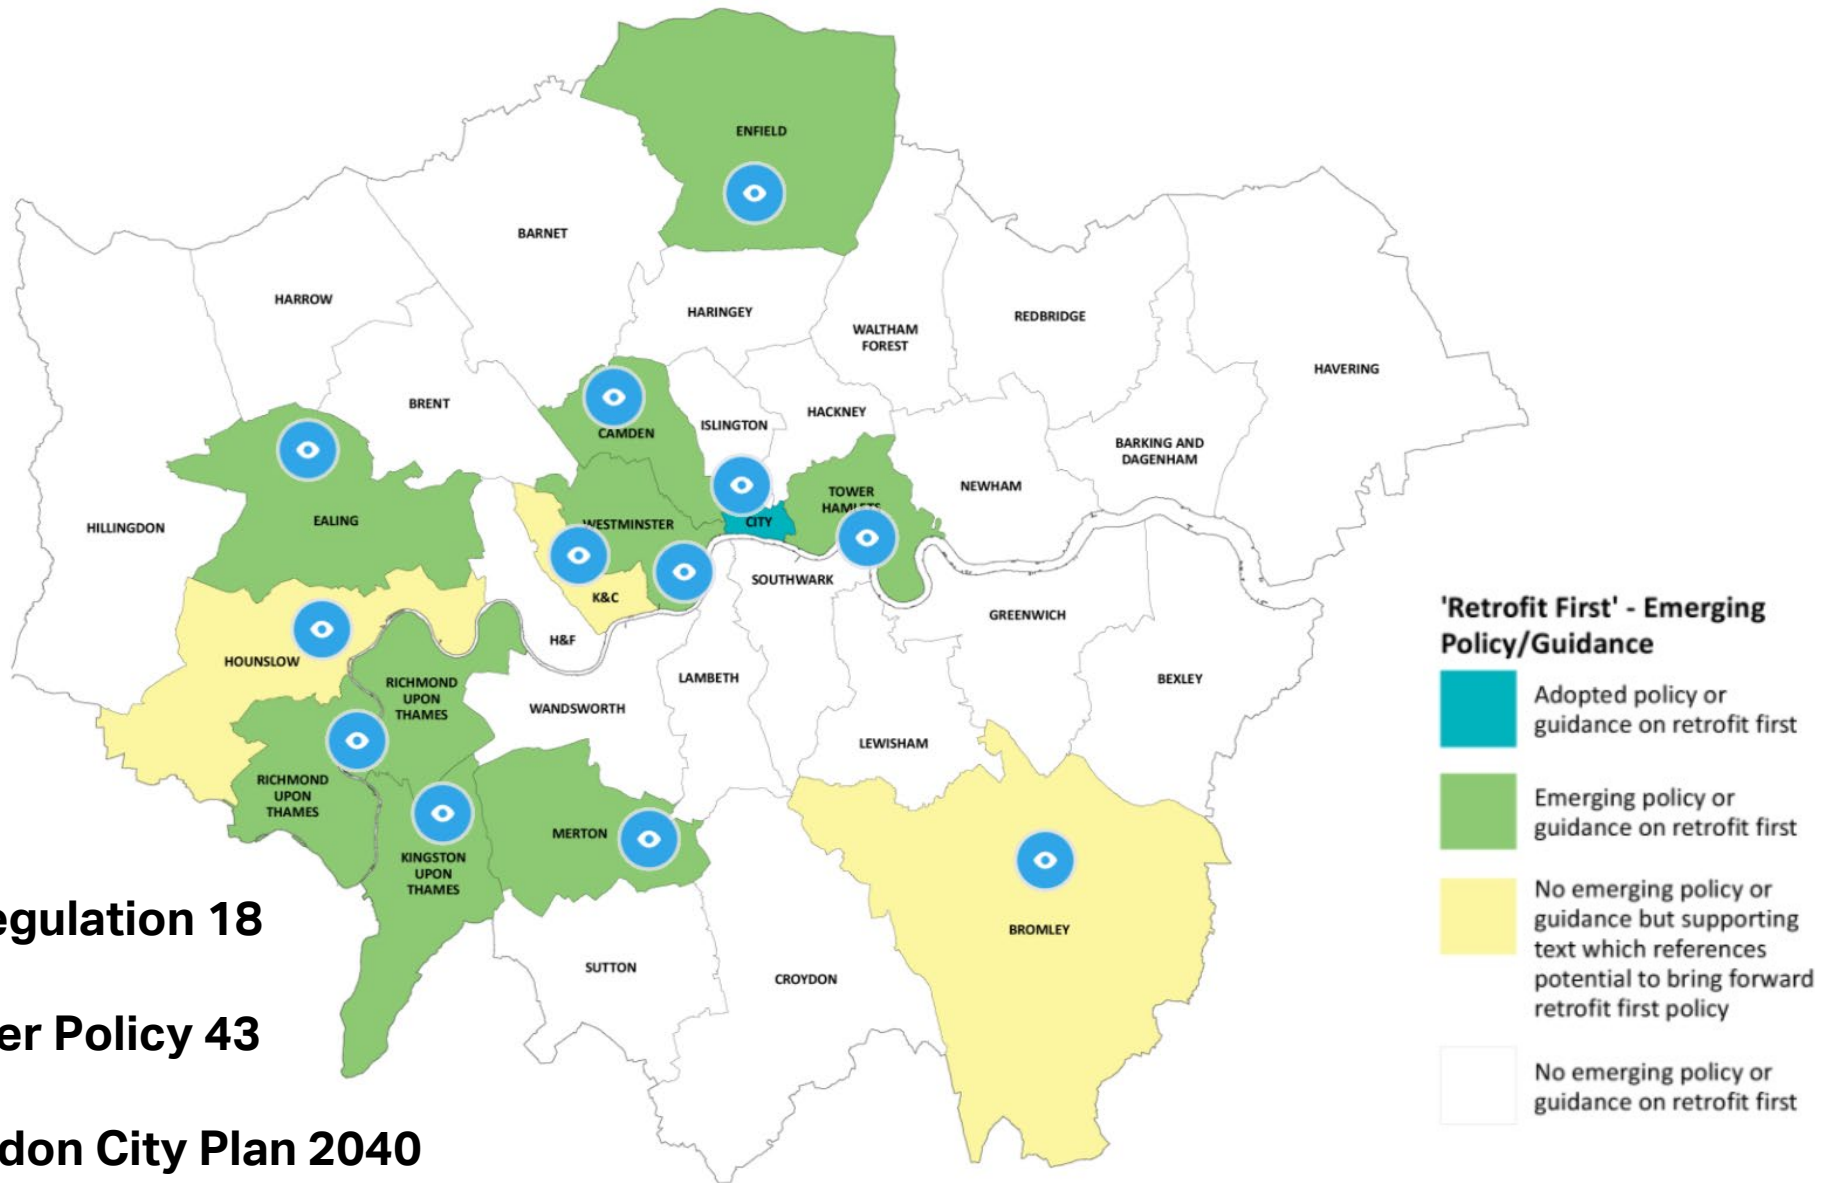 ENFIELD
BARNET
HARROW
HARINGEY
REDBRIDGE
WALTHAM
FOREST
HAVERING
BRENT
HACKNEY
ISLINGTON
CAMDEN
BARKING AND
DAGENHAM
NEWHAM
TOWER
HAMLETS
HILLINGDON
EALING
WESTMINSTER
CITY
SOUTHWARK
K&C
GREENWICH
H&F
HOUNSLOW
RICHMOND
UPON
THAMES
LAMBETH
BEXLEY
WANDSWORTH
LEWISHAM
RICHMOND
UPON
THAMES
MERTON
KINGSTON
UPON
THAMES
BROMLEY
SUTTON
CROYDON
'Retrofit First' - Emerging
Policy/Guidance
Adopted policy or
guidance on retrofit first
Emerging policy or
guidance on retrofit first
No emerging policy or
guidance but supporting
text which references
potential to bring forward
retrofit first policy
No emerging policy or
guidance on retrofit first
egulation 18
er Policy 43
don City Plan 2040